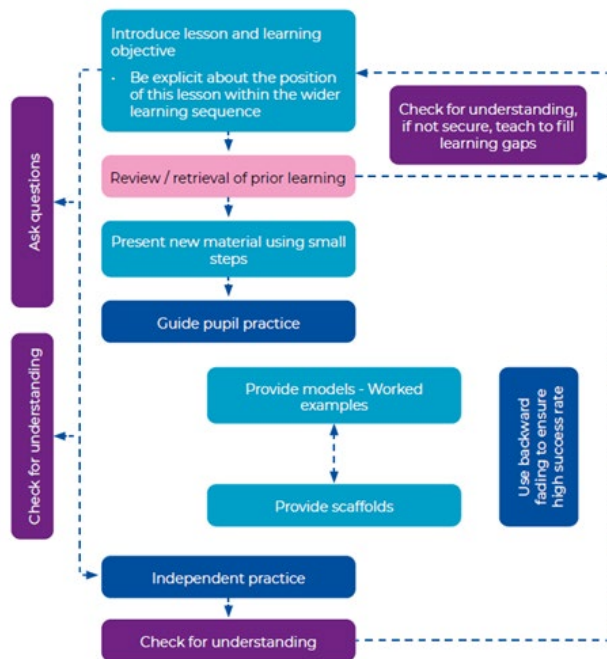 Introduce lesson and learning
objective
• Be explicit about the position
of this lesson within the wider
learning sequence
Check for understanding,
if not secure, teach to fill
learning gaps
Ask questions
Review / retrieval of prior learning
Present new material using small
steps
Guide pupil practice
Check for understanding
Provide models - Worked
examples
Use backward
fading to ensure
high success rate
Provide scaffolds
Independent practice
Check for understanding